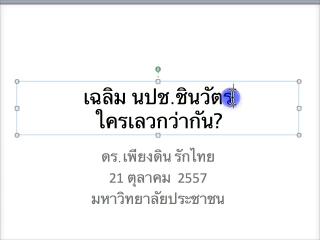 เฉลิม นปช.ชินวัตร
ใครเลวกว่ากัน?
ดร.เพียงดิน รักไทย
21 ตุลาคม 2557
มหาวิทยาลัยประชาชน